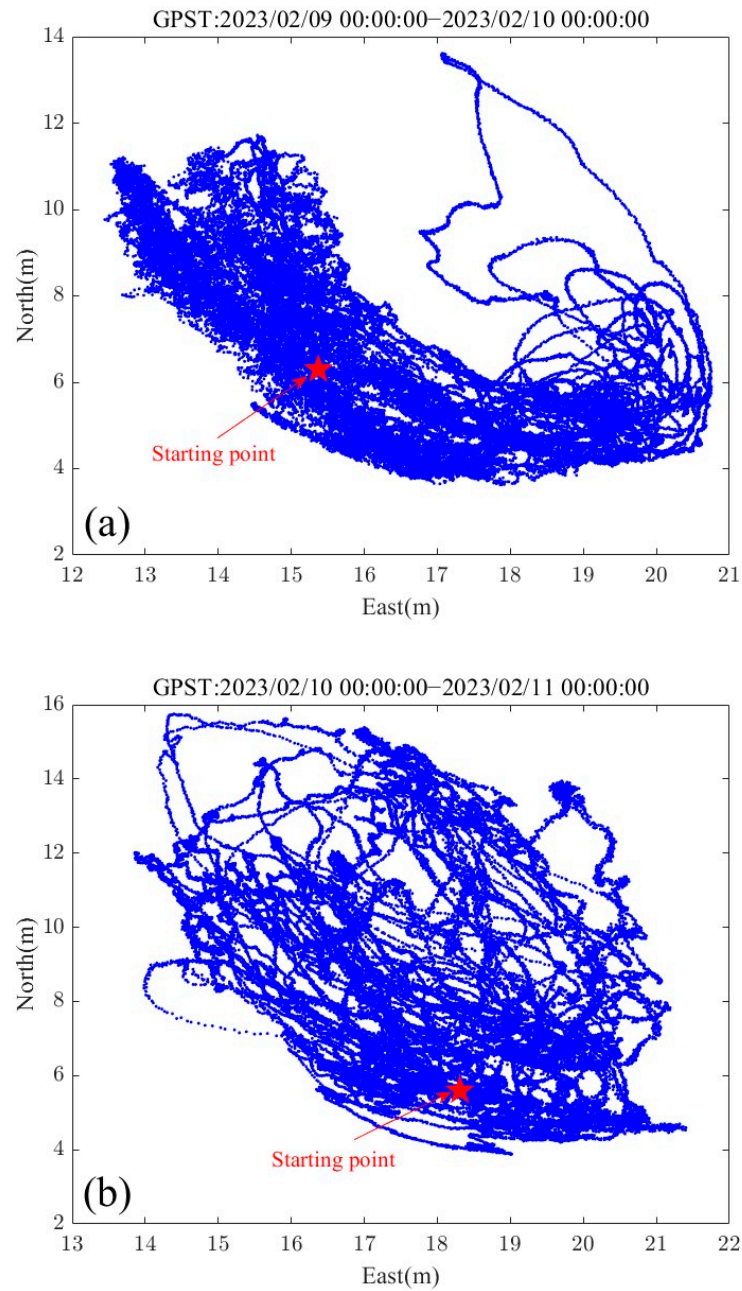 GPST:2023/02/09 00:00:00−2023/02/10 00:00:00
14
12
10
8
6
4
2
North(m)
Starting point
(a)
12 13 14 15 16 17 18 19 20 21
East(m)
GPST:2023/02/10 00:00:00−2023/02/11 00:00:00
16
14
12
10
8
6
4
2
North(m)
Starting point
(b)
13 14 15 16 17 18 19 20 21 22
East(m)